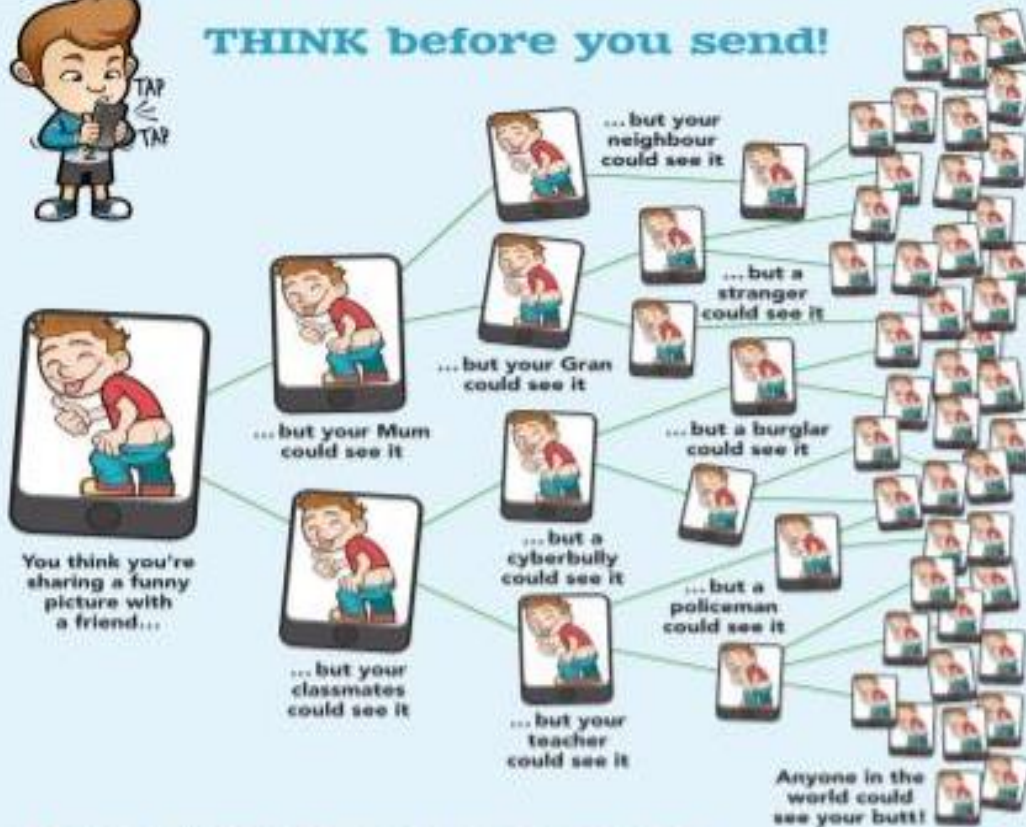 THINK before you send!
TAP
TAP
You think you're
sharing a funny
picture with
a friend...
...but your Mum
could see it
...but your
classmates
could see it
...but your
neighbour
could see it
...but your Gran
could see it
...but a
cyberbully
could see it
...but your
teacher
could see it
...but a
stranger
could see it
...but a burglar
could see it
...but a
policeman
could see it
Anyone in the
world could
see your butt!